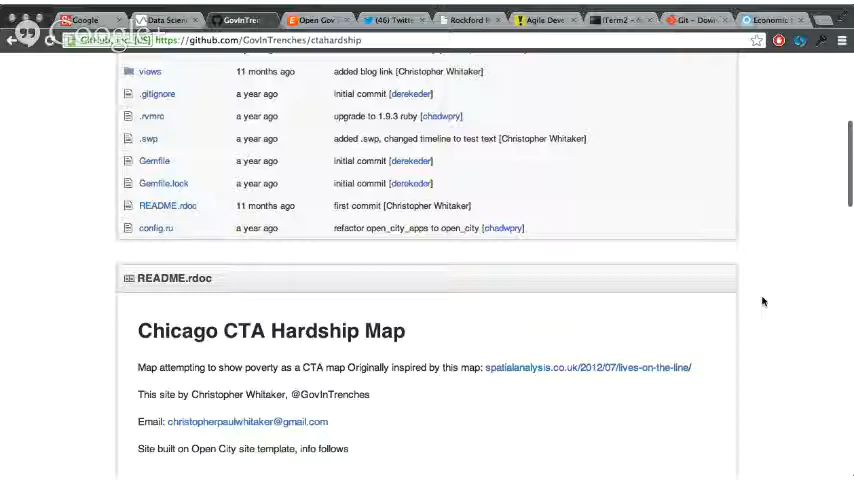 Google
Data Scien
GovInTren
Open Gov
(46) Twitte
Rockford
Agile Deve
iTerm2 –
Git – Down
Economic
Google+
GitHub, Inc. [US] https://github.com/GovInTrenches/ctahardship
views 11 months ago added blog link [Christopher Whitaker]
.gitignore a year ago initial commit [derekeder]
.rvmrc a year ago upgrade to 1.9.3 ruby [chadwpry]
.swp a year ago added .swp, changed timeline to test text [Christopher Whitaker]
Gemfile a year ago initial commit [derekeder]
Gemfile.lock a year ago initial commit [derekeder]
README.rdoc 11 months ago first commit [Christopher Whitaker]
config.ru a year ago refactor open_city_apps to open_city [chadwpry]
README.rdoc
Chicago CTA Hardship Map
Map attempting to show poverty as a CTA map Originally inspired by this map: spatialanalysis.co.uk/2012/07/lives-on-the-line/
This site by Christopher Whitaker, @GovInTrenches
Email: christopherpaulwhitaker@gmail.com
Site built on Open City site template, info follows